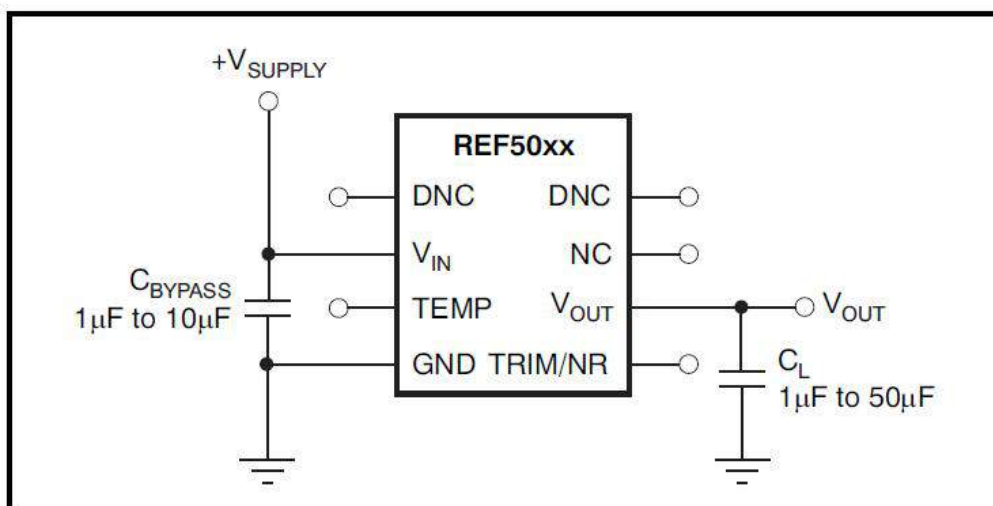 +VSUPPLY
REF50xx
DNC
DNC
VIN
NC
CBYPASS
1μF to 10μF
TEMP
VOUT
VOUT
GND
TRIM/NR
CL
1μF to 50μF